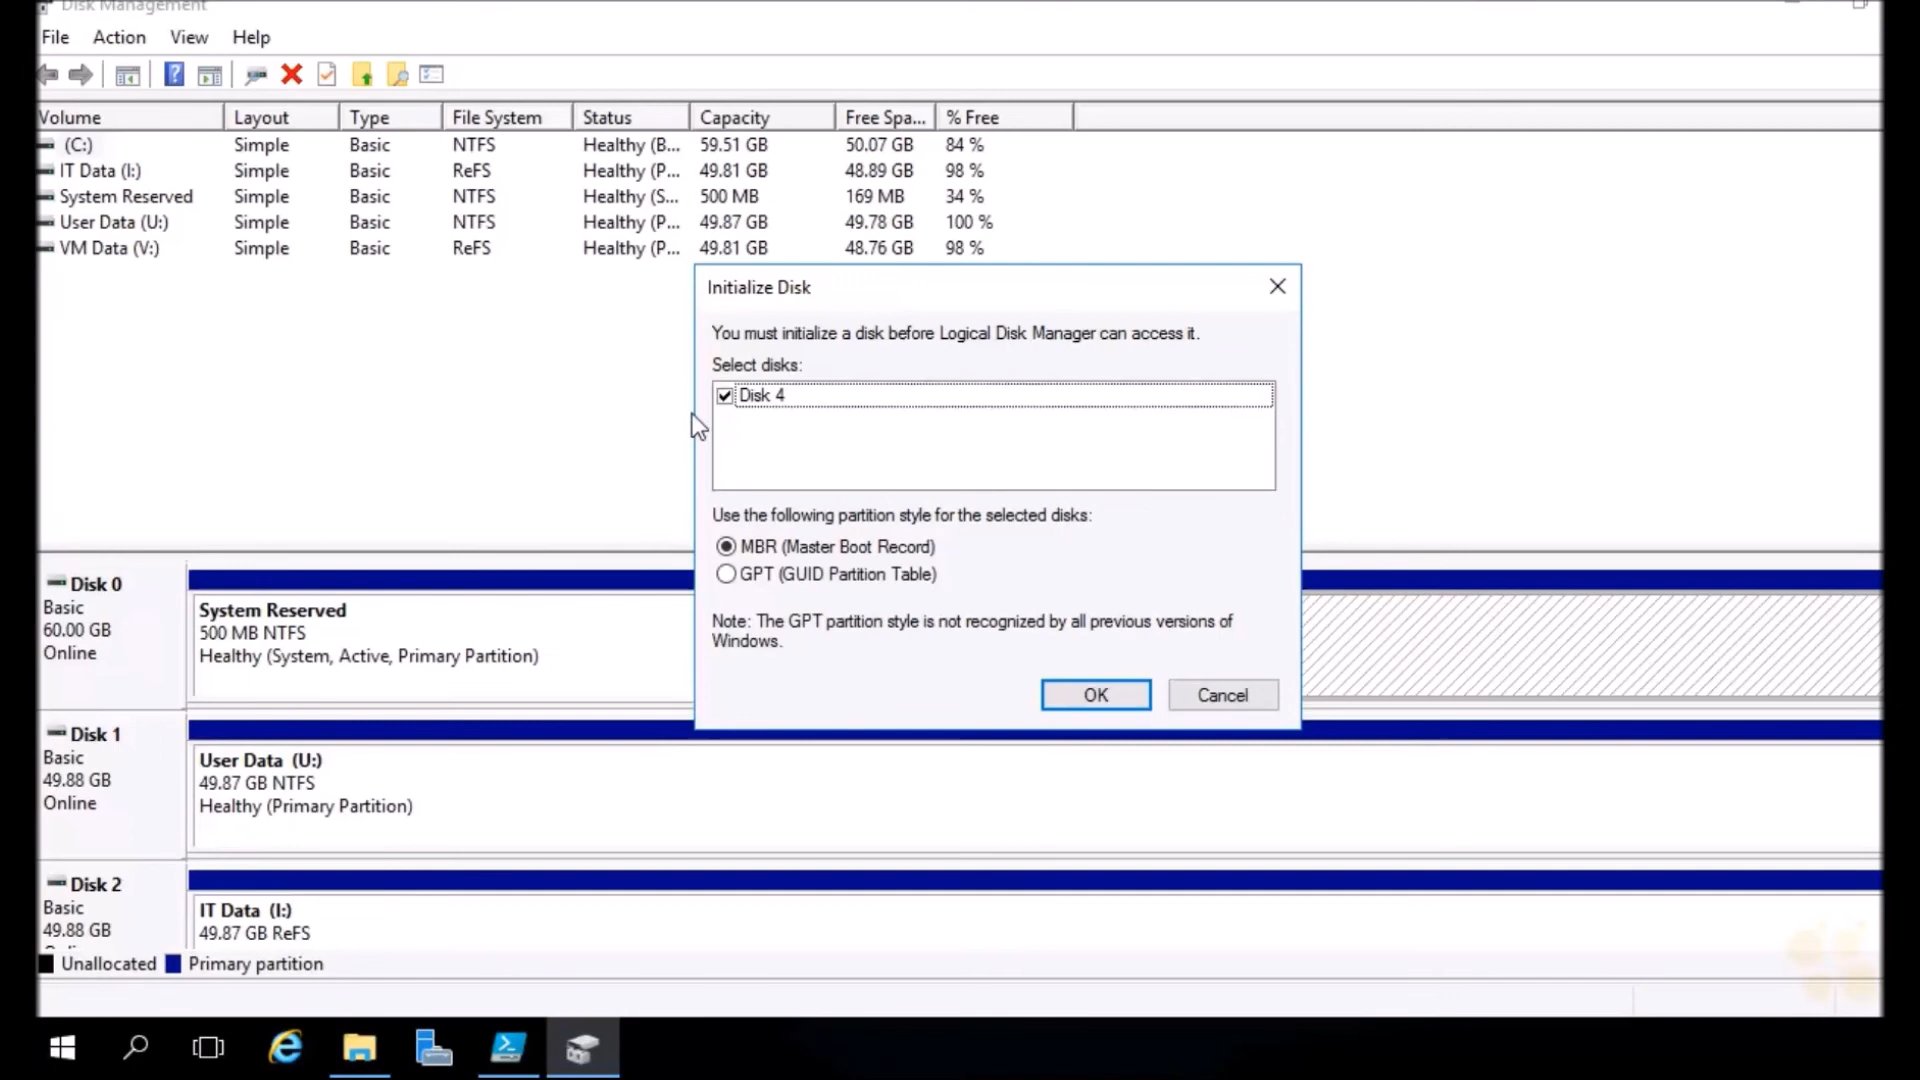 Disk Management
File Action View Help
Volume Layout Type File System Status Capacity Free Spa... % Free
(C:) Simple Basic NTFS Healthy (B... 59.51 GB 50.07 GB 84 %
IT Data (I:) Simple Basic ReFS Healthy (P... 49.81 GB 48.89 GB 98 %
System Reserved Simple Basic NTFS Healthy (S... 500 MB 169 MB 34 %
User Data (U:) Simple Basic NTFS Healthy (P... 49.87 GB 49.78 GB 100 %
VM Data (V:) Simple Basic ReFS Healthy (P... 49.81 GB 48.76 GB 98 %
Initialize Disk
You must initialize a disk before Logical Disk Manager can access it.
Select disks:
Disk 4
Use the following partition style for the selected disks:
MBR (Master Boot Record)
GPT (GUID Partition Table)
Note: The GPT partition style is not recognized by all previous versions of
Windows.
OK Cancel
Disk 0
Basic
60.00 GB
Online
System Reserved
500 MB NTFS
Healthy (System, Active, Primary Partition)
Disk 1
Basic
49.88 GB
Online
User Data (U:)
49.87 GB NTFS
Healthy (Primary Partition)
Disk 2
Basic
49.88 GB
IT Data (I:)
49.87 GB ReFS
Unallocated Primary partition